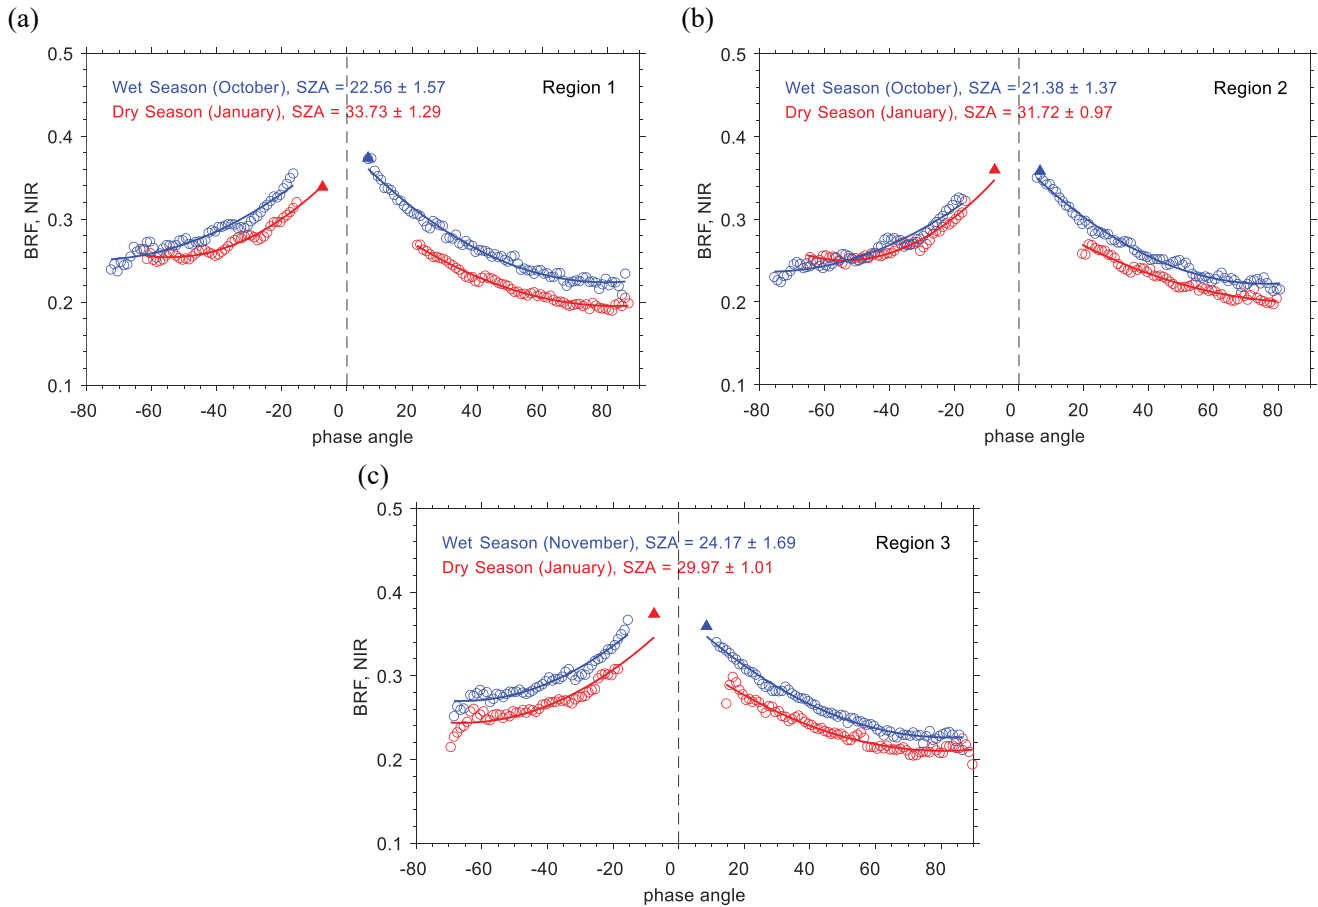 (a)
0.5
0.4
0.3
0.2
0.1
BRF, NIR
Wet Season (October), SZA = 22.56 ± 1.57
Dry Season (January), SZA = 33.73 ± 1.29
Region 1
-80 -60 -40 -20 0 20 40 60 80
phase angle
(b)
0.5
0.4
0.3
0.2
0.1
BRF, NIR
Wet Season (October), SZA = 21.38 ± 1.37
Dry Season (January), SZA = 31.72 ± 0.97
Region 2
-80 -60 -40 -20 0 20 40 60 80
phase angle
(c)
0.5
0.4
0.3
0.2
0.1
BRF, NIR
Wet Season (November), SZA = 24.17 ± 1.69
Dry Season (January), SZA = 29.97 ± 1.01
Region 3
-80 -60 -40 -20 0 20 40 60 80
phase angle